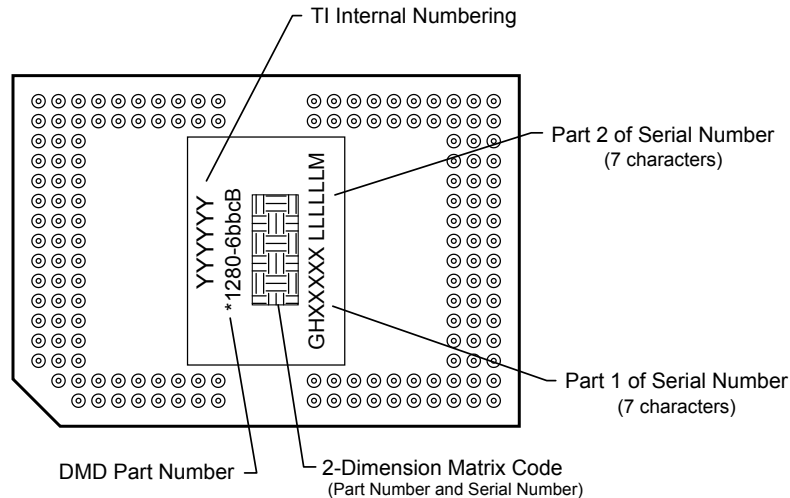 TI Internal Numbering
Part 2 of Serial Number
(7 characters)
YYYYYYY
*1280-6bbcB
GHXXXXX LLLLLLM
Part 1 of Serial Number
(7 characters)
DMD Part Number
2-Dimension Matrix Code
(Part Number and Serial Number)